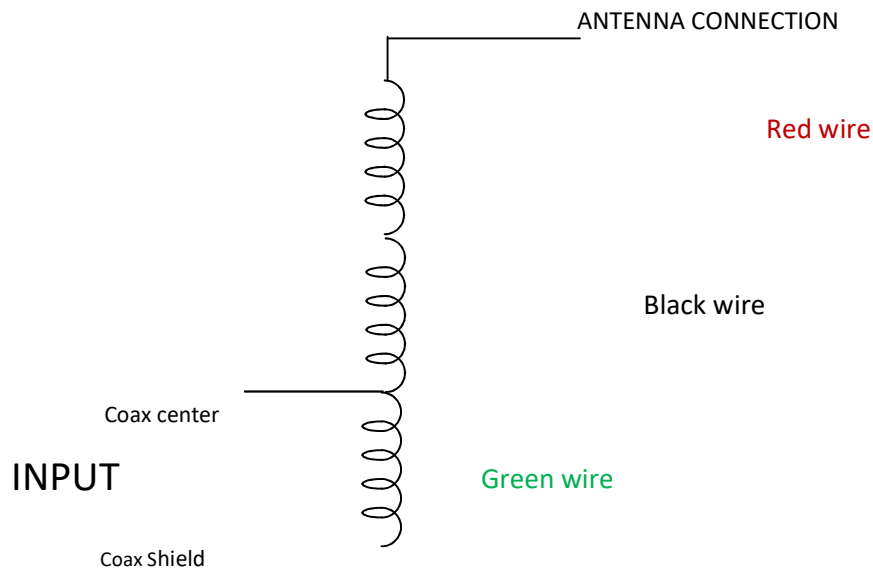 ANTENNA CONNECTION
Red wire
Black wire
Coax center
INPUT
Green wire
Coax Shield